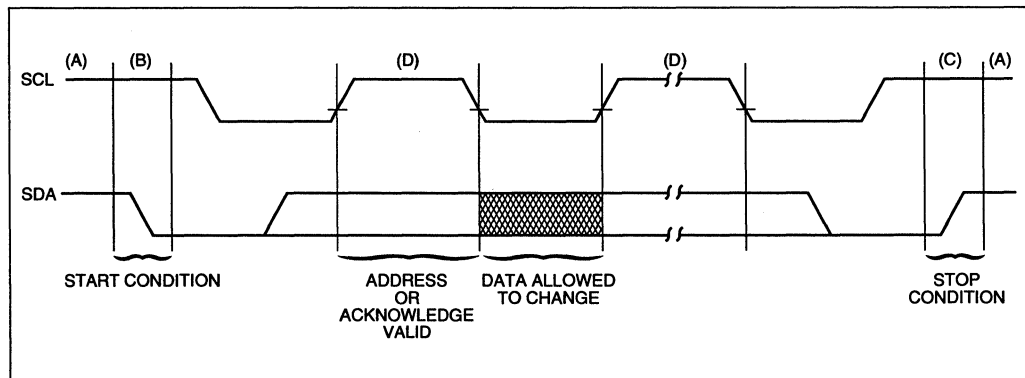 (A) (B) (D) (D) (C) (A)
SCL
SDA
START CONDITION
ADDRESS
OR
ACKNOWLEDGE
VALID
DATA ALLOWED
TO CHANGE
STOP
CONDITION